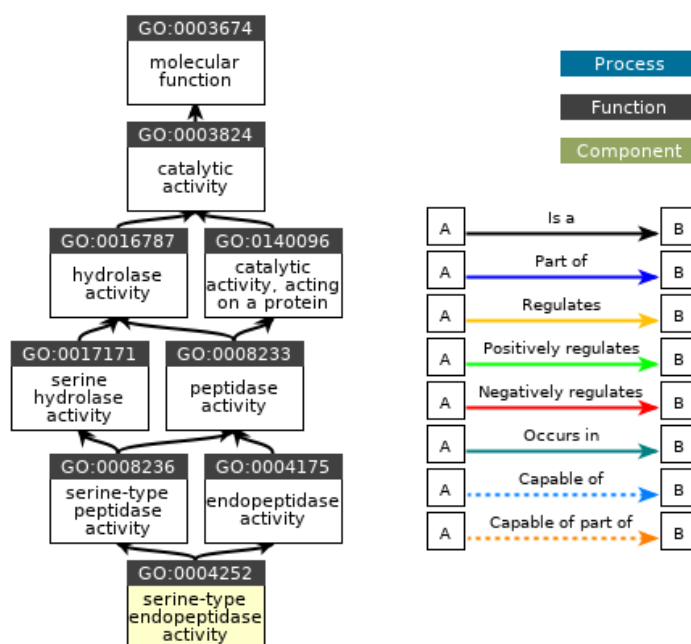 GO:0003674
molecular
function
GO:0003824
catalytic
activity
GO:0016787
hydrolase
activity
GO:0140096
catalytic
activity, acting
on a protein
GO:0017171
serine
hydrolase
activity
GO:0008233
peptidase
activity
GO:0008236
serine-type
peptidase
activity
GO:0004175
endopeptidase
activity
GO:0004252
serine-type
endopeptidase
activity
Process
Function
Component
A Is a B
A Part of B
A Regulates B
A Positively regulates B
A Negatively regulates B
A Occurs in B
A Capable of B
A Capable of part of B